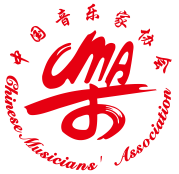 中国音乐家协会
CMA
Chinese Musicians' Association